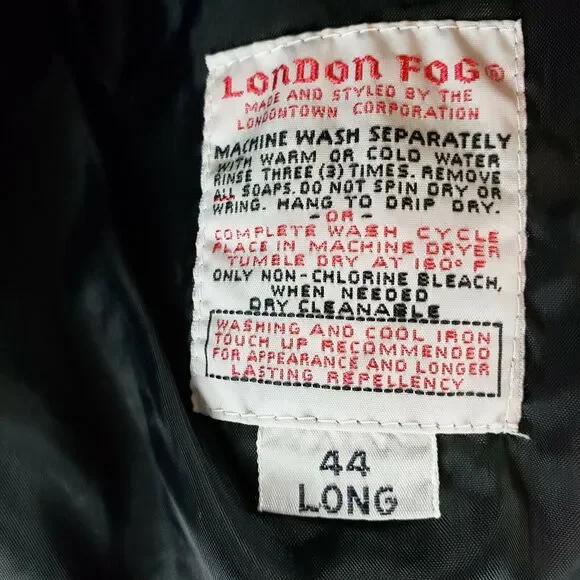 LONDON FOG®
MADE AND STYLED BY THE
LONDONTOWN CORPORATION
MACHINE WASH SEPARATELY
WITH WARM OR COLD WATER
RINSE THREE (3) TIMES. REMOVE
ALL SOAPS. DO NOT SPIN DRY OR
WRING. HANG TO DRIP DRY.
-OR-
COMPLETE WASH CYCLE
PLACE IN MACHINE DRYER
TUMBLE DRY AT 160° F
ONLY NON-CHLORINE BLEACH,
WHEN NEEDED
DRY CLEANABLE
WASHING AND COOL IRON
TOUCH UP RECOMMENDED
FOR APPEARANCE AND LONGER
LASTING REPELLENCY
44
LONG